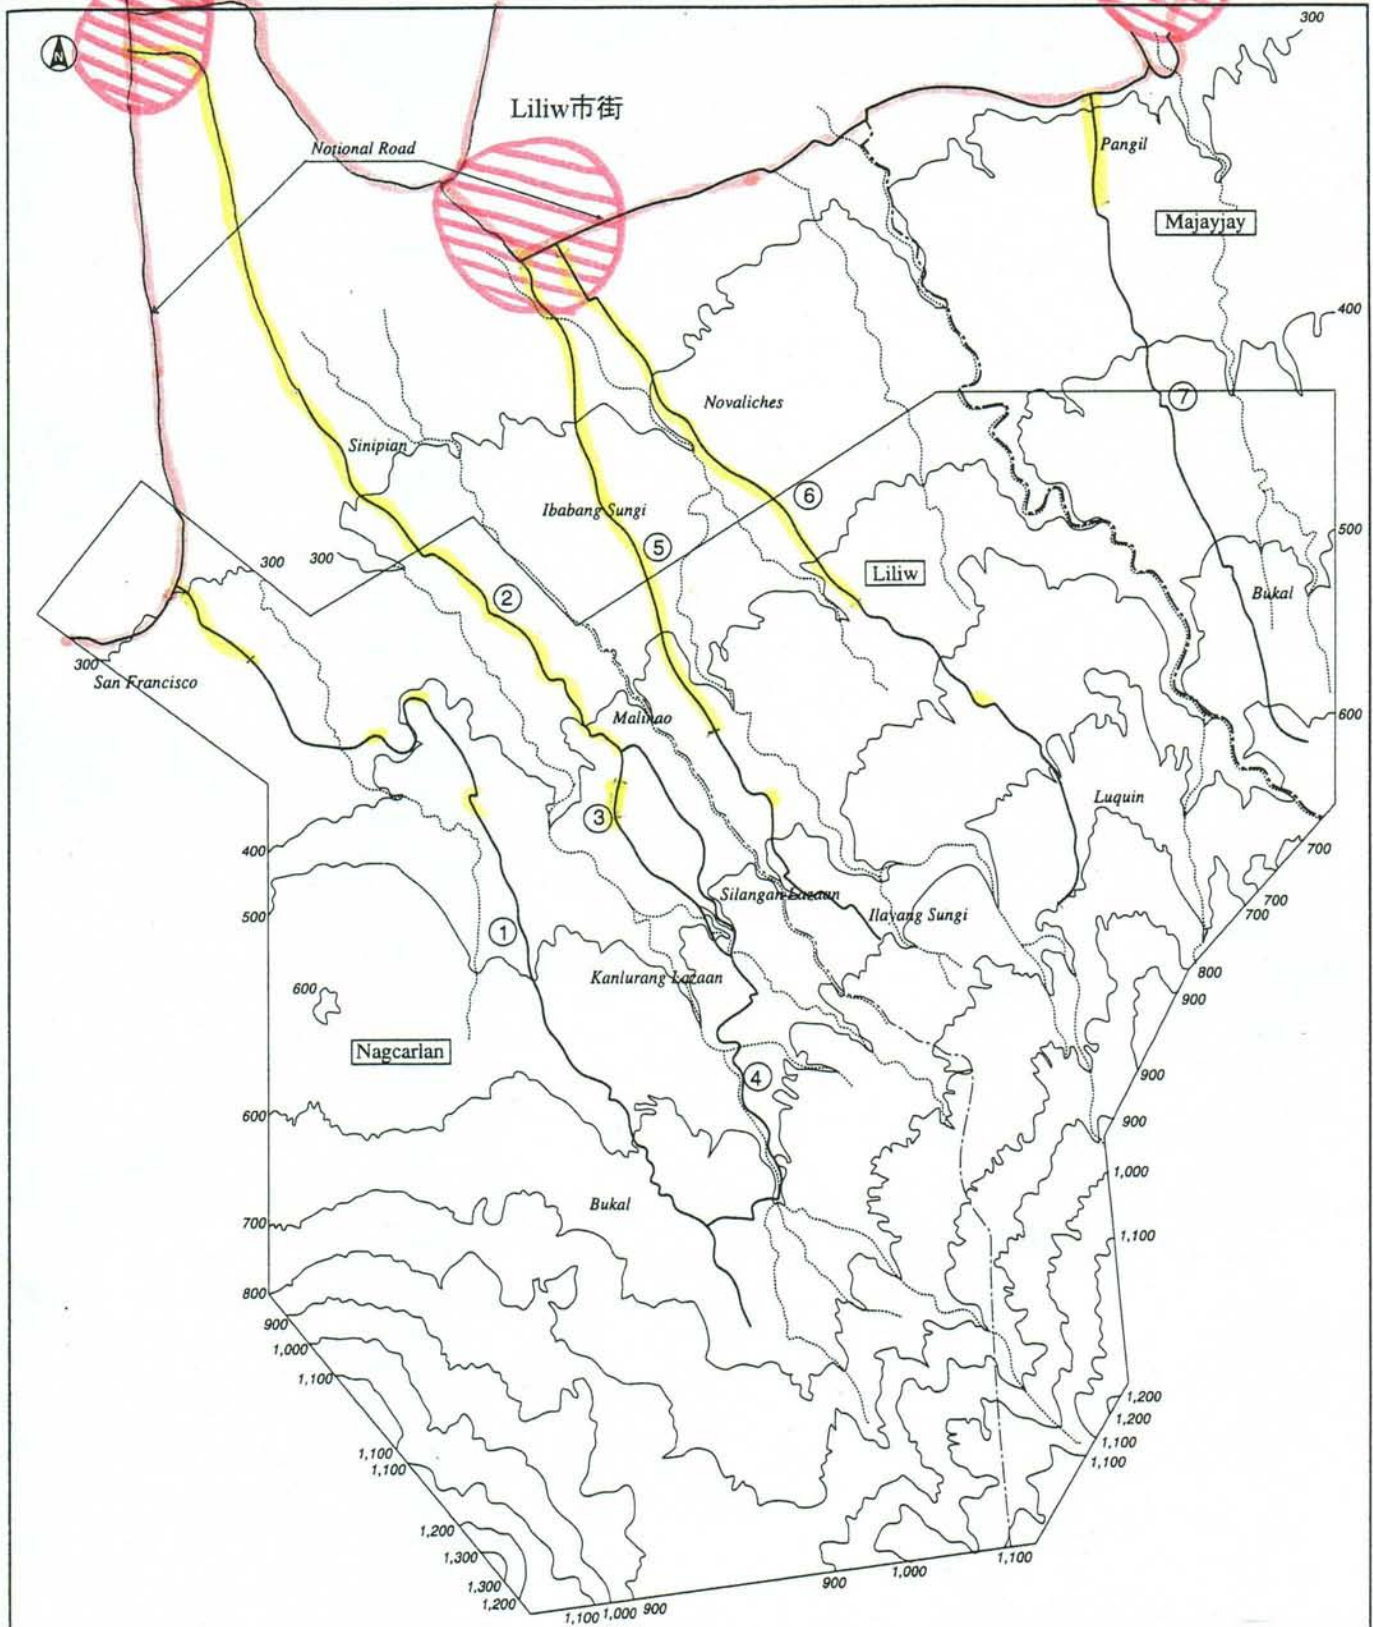 300
N
Liliw市街
Notional Road
Pangil
Majayjay
400
Novaliches
⑦
Sinipian
⑥
Ibabang Sungi
500
⑤
300
300
Liliw
②
Bukal
300
San Francisco
600
Malinao
③
Luquin
400
700
Silangan Lazaan
700
500
Ilayang Sungi
700
①
Kanlurang Lazaan
800
600
900
Nagcarlan
④
900
600
900
1,000
Bukal
700
1,100
800
900
1,000
1,100
1,200
1,200
1,100
1,100
1,100
1,100
1,200
1,300
1,100
1,000
900
1,300
1,200
1,100 1,000 900